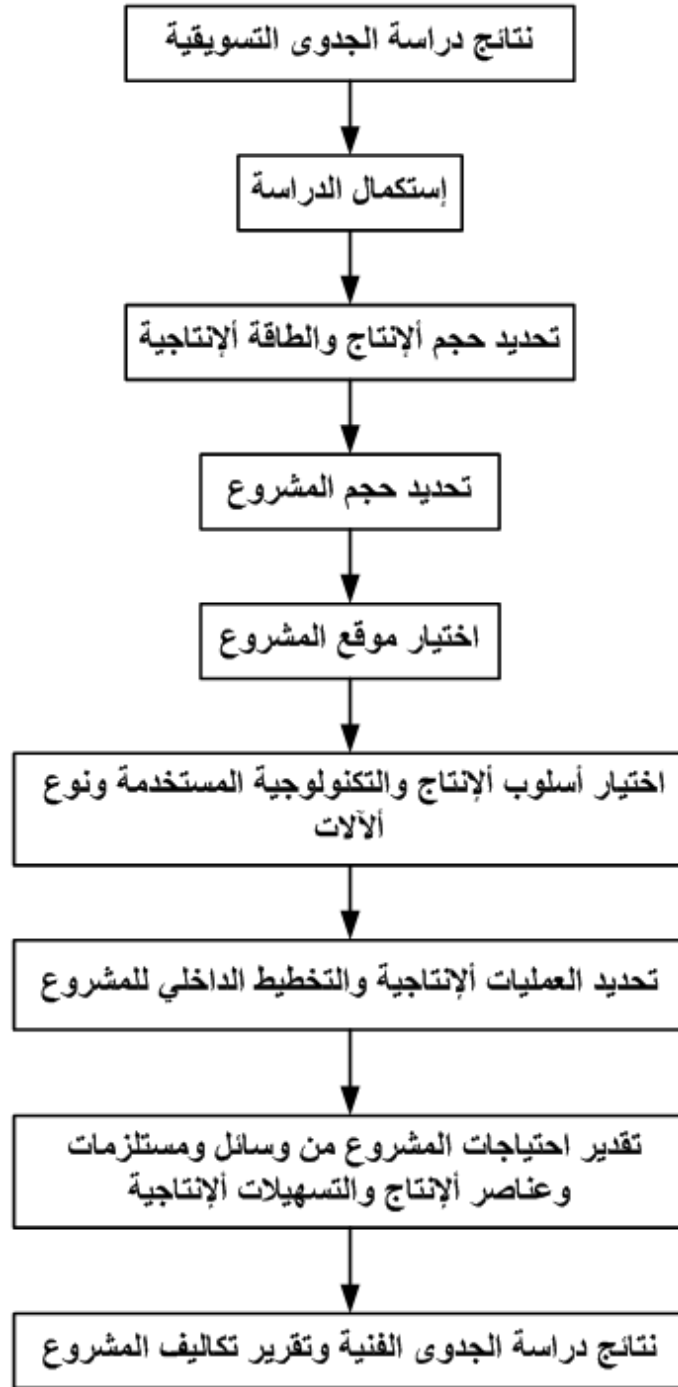 نتائج دراسة الجدوى التسويقية
إستكمال الدراسة
تحديد حجم ألإنتاج والطاقة ألإنتاجية
تحديد حجم المشروع
اختيار موقع المشروع
اختيار أسلوب ألإنتاج والتكنولوجية المستخدمة ونوع
ألآلات
تحديد العمليات ألإنتاجية والتخطيط الداخلي للمشروع
تقدير احتياجات المشروع من وسائل ومستلزمات
وعناصر ألإنتاج والتسهيلات ألإنتاجية
نتائج دراسة الجدوى الفنية وتقرير تكاليف المشروع